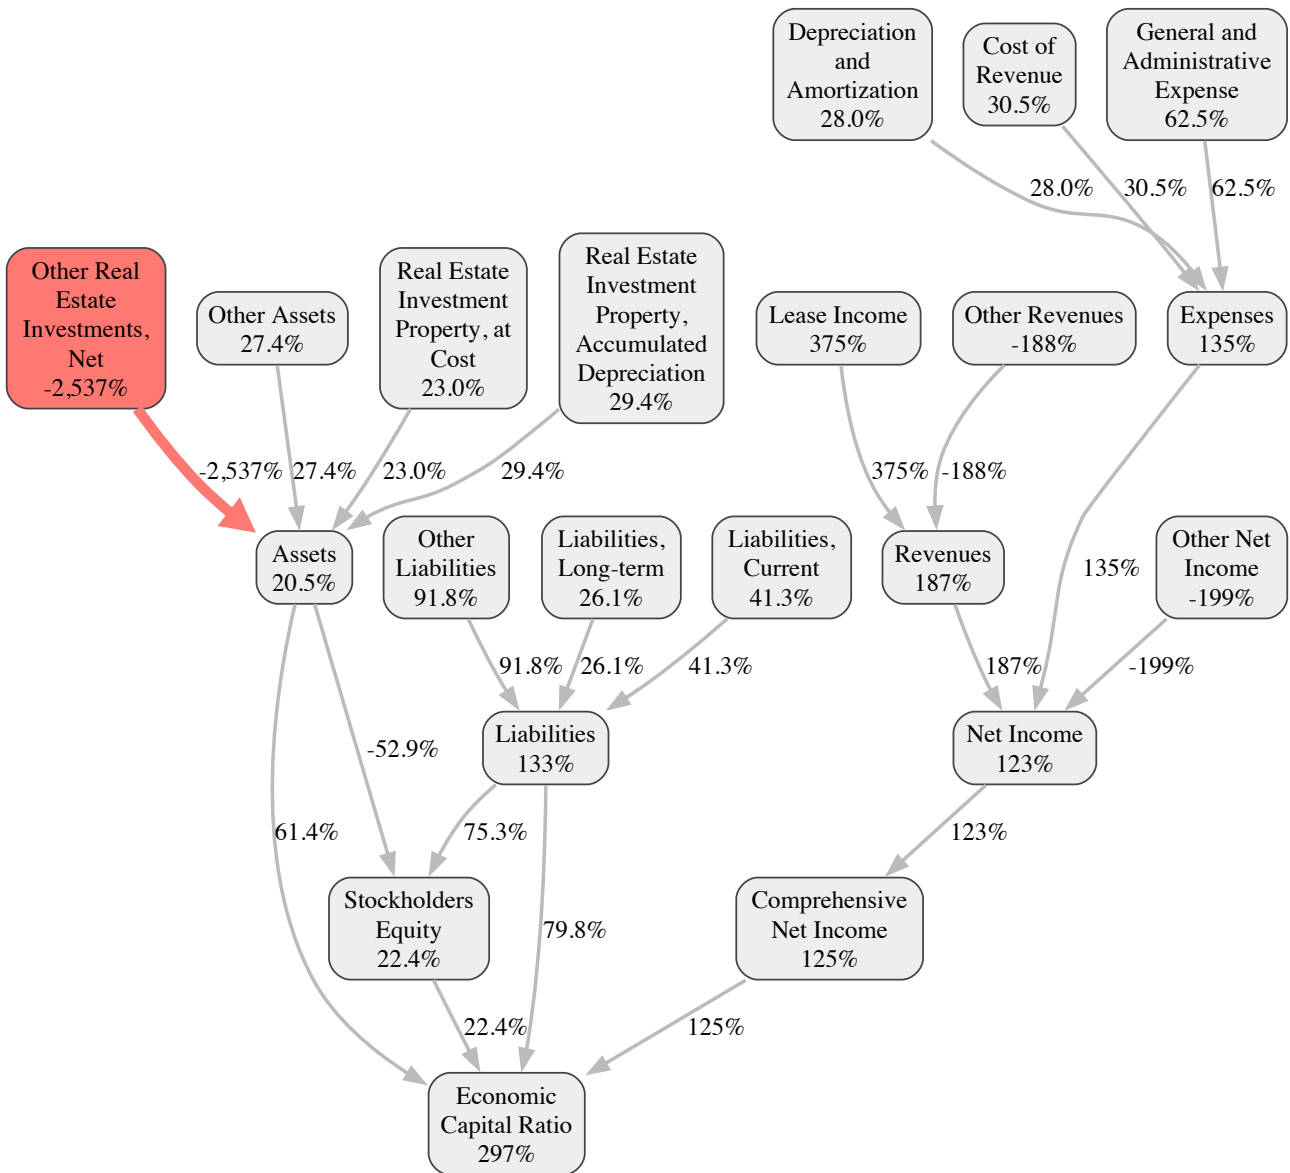 Depreciation
and
Amortization
28.0%
Cost of
Revenue
30.5%
General and
Administrative
Expense
62.5%
28.0%
30.5%
62.5%
Other Real
Estate
Investments,
Net
-2,537%
Other Assets
27.4%
Real Estate
Investment
Property, at
Cost
23.0%
Real Estate
Investment
Property,
Accumulated
Depreciation
29.4%
Lease Income
375%
Other Revenues
-188%
Expenses
135%
-2,537%
27.4%
23.0%
29.4%
375%
-188%
Assets
20.5%
Other
Liabilities
91.8%
Liabilities,
Long-term
26.1%
Liabilities,
Current
41.3%
Revenues
187%
135%
Other Net
Income
-199%
91.8%
26.1%
41.3%
187%
-199%
-52.9%
Liabilities
133%
Net Income
123%
61.4%
75.3%
123%
Stockholders
Equity
22.4%
79.8%
Comprehensive
Net Income
125%
22.4%
125%
Economic
Capital Ratio
297%